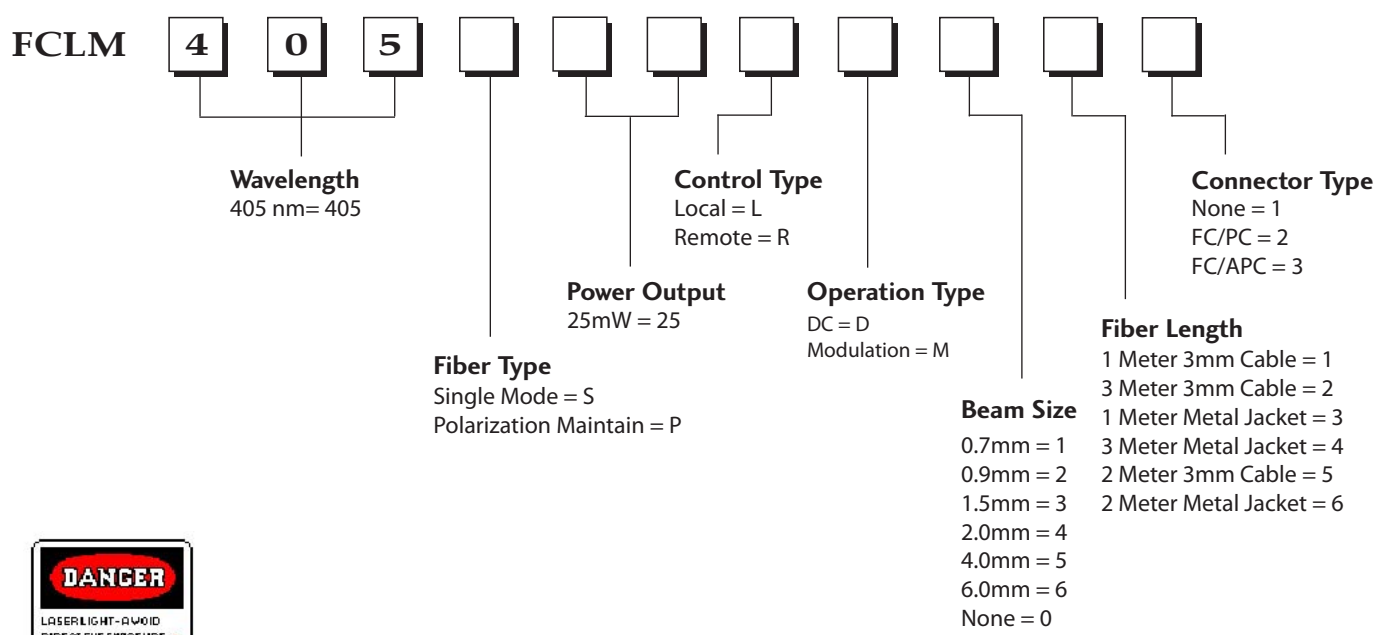 FCLM 4 0 5
Wavelength
405 nm= 405
Control Type
Local = L
Remote = R
Connector Type
None = 1
FC/PC = 2
FC/APC = 3
Power Output
25mW = 25
Operation Type
DC = D
Modulation = M
Fiber Length
1 Meter 3mm Cable = 1
3 Meter 3mm Cable = 2
1 Meter Metal Jacket = 3
3 Meter Metal Jacket = 4
2 Meter 3mm Cable = 5
2 Meter Metal Jacket = 6
Fiber Type
Single Mode = S
Polarization Maintain = P
Beam Size
0.7mm = 1
0.9mm = 2
1.5mm = 3
2.0mm = 4
4.0mm = 5
6.0mm = 6
None = 0
DANGER
LASER LIGHT-AVOID